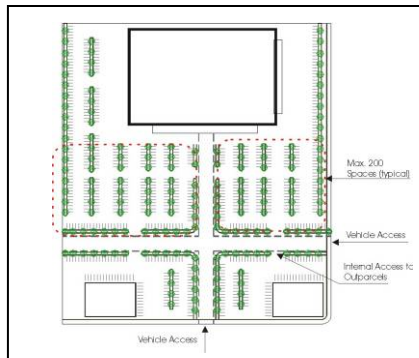 Max. 200
Spaces (typical)
Vehicle Access
Internal Access to
Outparcels
Vehicle Access